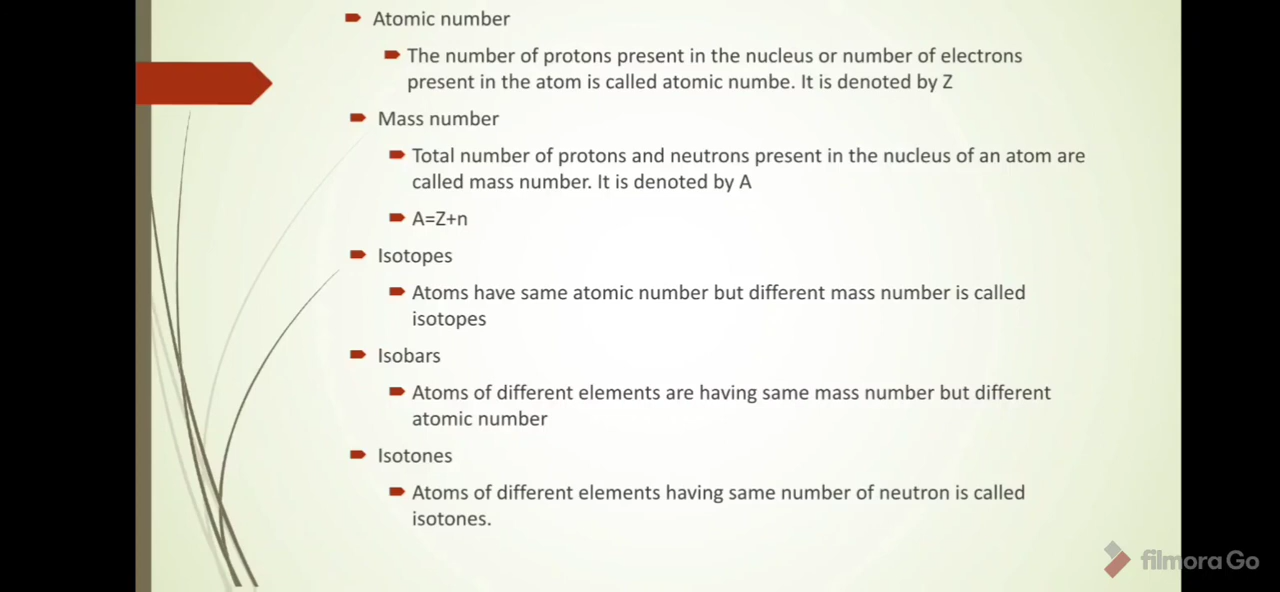 Atomic number
The number of protons present in the nucleus or number of electrons
present in the atom is called atomic numbe. It is denoted by Z
Mass number
Total number of protons and neutrons present in the nucleus of an atom are
called mass number. It is denoted by A
A=Z+n
Isotopes
Atoms have same atomic number but different mass number is called
isotopes
Isobars
Atoms of different elements are having same mass number but different
atomic number
Isotones
Atoms of different elements having same number of neutron is called
isotones.
filmora Go